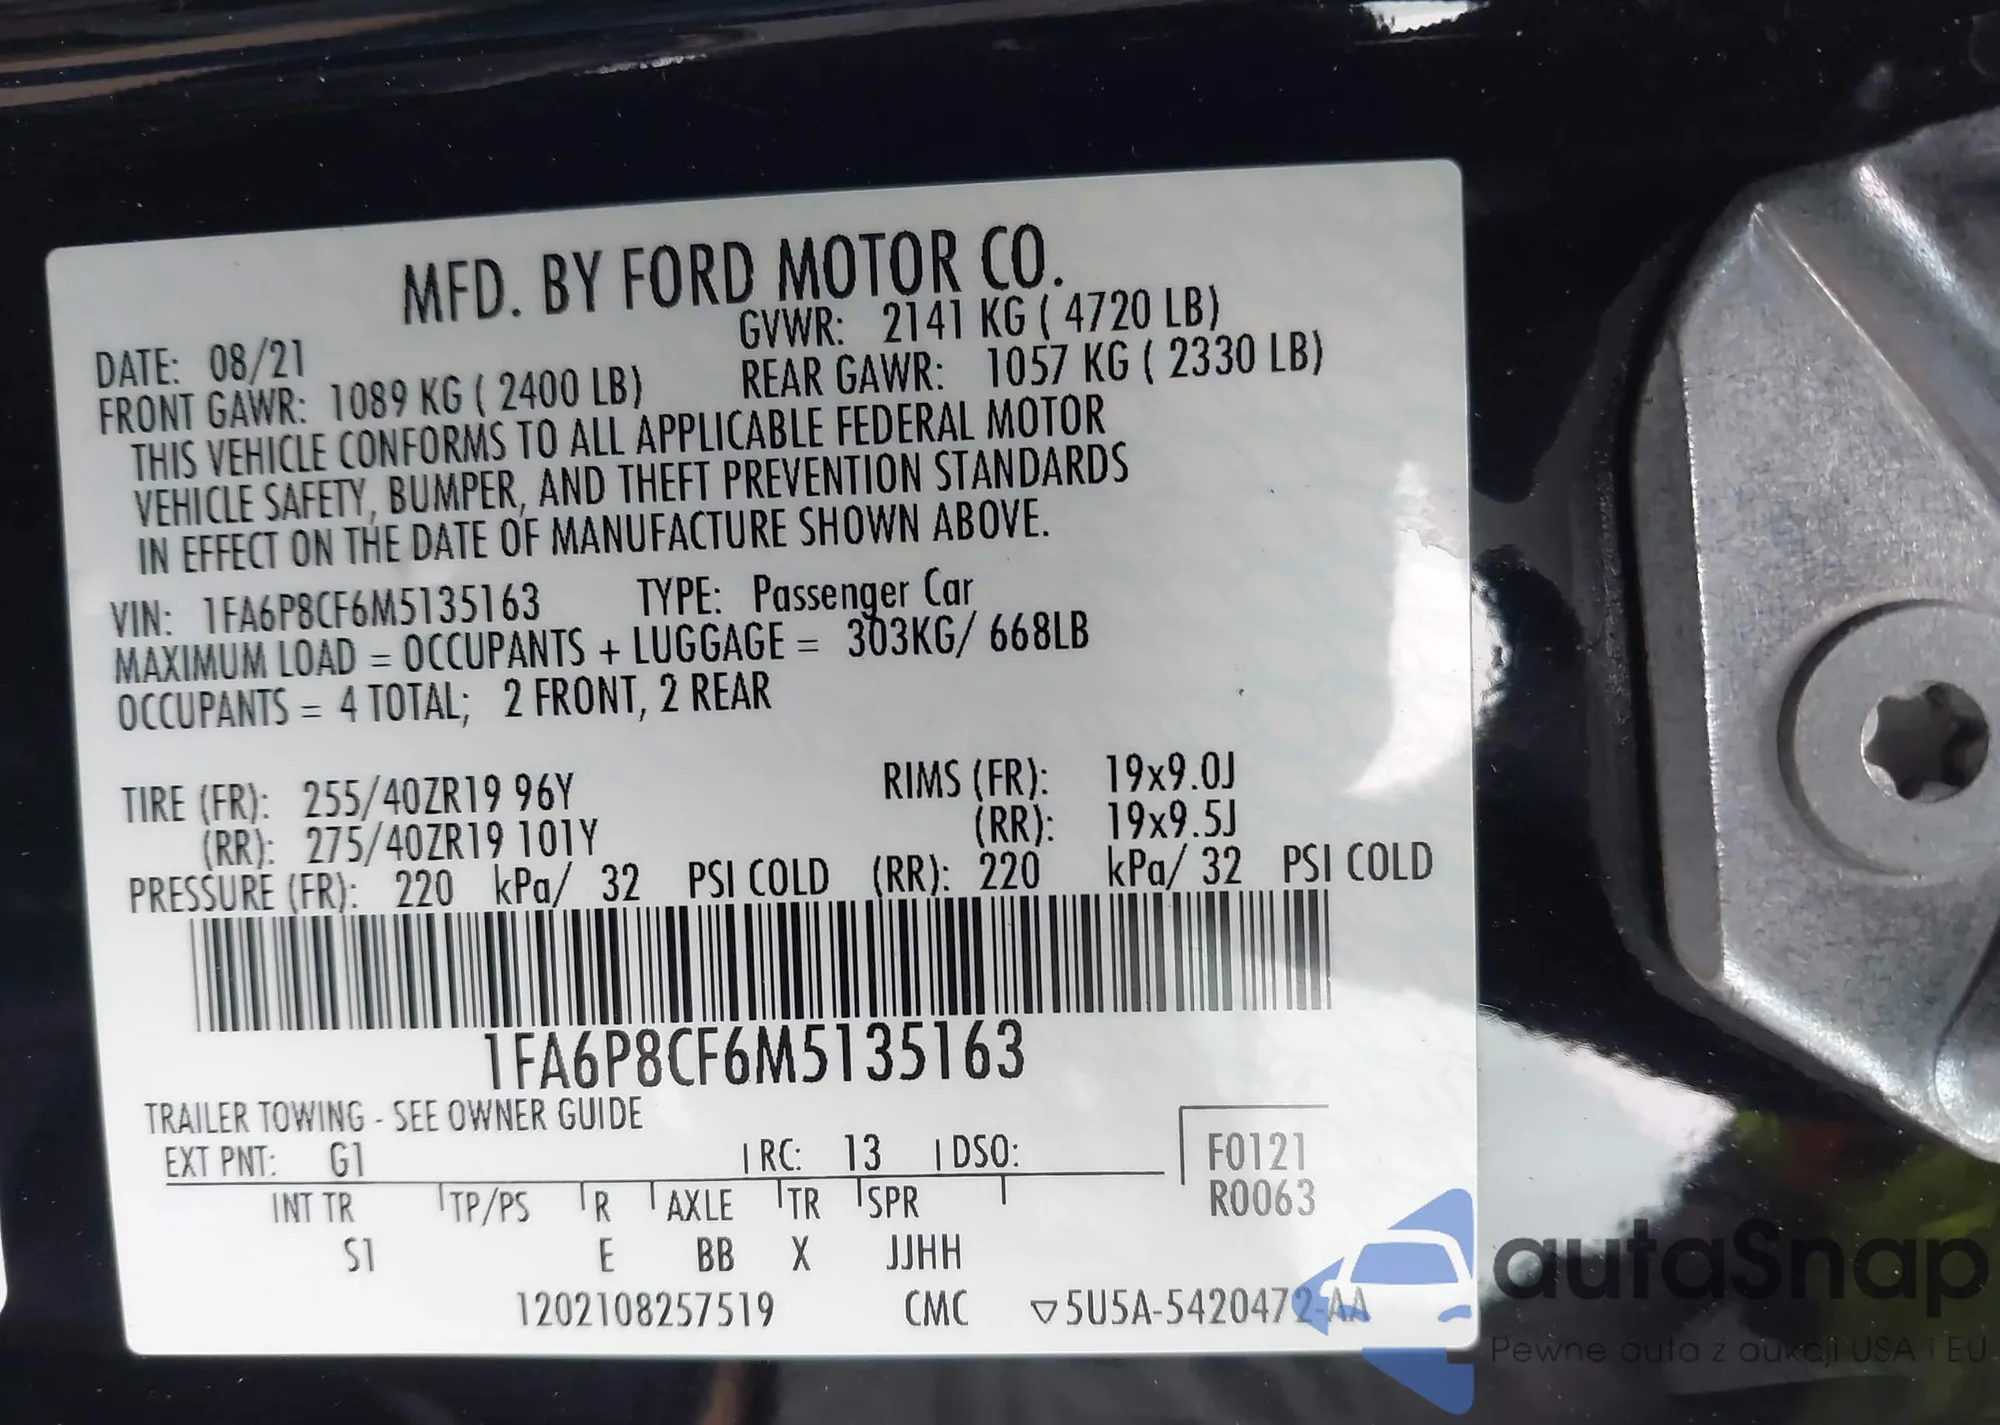 MFD. BY FORD MOTOR CO.
DATE: 08/21 GVWR: 2141 KG ( 4720 LB)
FRONT GAWR: 1089 KG ( 2400 LB) REAR GAWR: 1057 KG ( 2330 LB)
THIS VEHICLE CONFORMS TO ALL APPLICABLE FEDERAL MOTOR
VEHICLE SAFETY, BUMPER, AND THEFT PREVENTION STANDARDS
IN EFFECT ON THE DATE OF MANUFACTURE SHOWN ABOVE.
VIN: 1FA6P8CF6M5135163 TYPE: Passenger Car
MAXIMUM LOAD = OCCUPANTS + LUGGAGE = 303KG/ 668LB
OCCUPANTS = 4 TOTAL; 2 FRONT, 2 REAR
TIRE (FR): 255/40ZR19 96Y RIMS (FR): 19x9.0J
(RR): 275/40ZR19 101Y (RR): 19x9.5J
PRESSURE (FR): 220 kPa/ 32 PSI COLD (RR): 220 kPa/ 32 PSI COLD
1FA6P8CF6M5135163
TRAILER TOWING - SEE OWNER GUIDE
EXT PNT: G1 RC: 13 DSO: F0121
INT TR TP/PS R AXLE TR SPR R0063
S1 E BB X JJHH
1202108257519 CMC ▽5U5A-5420472-AA
autaSnap
Pewne auta z aukcji USA i EU